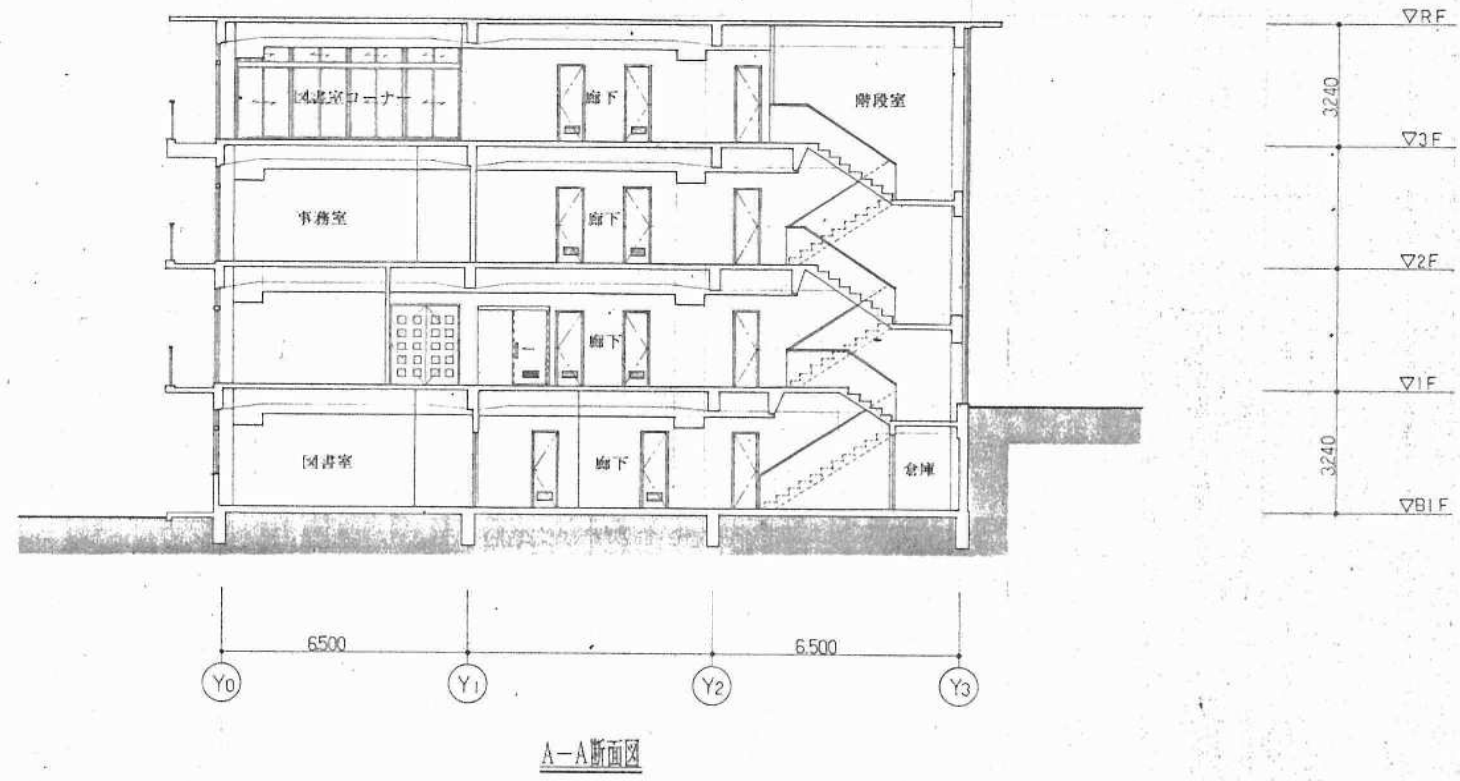 ▽RF
図書室コーナー 廊下 階段室
3240
▽3F
事務室 廊下
▽2F
廊下
▽1F
図書室 廊下 倉庫
3240
▽B1F
6500 6500
Y0 Y1 Y2 Y3
A-A断面図